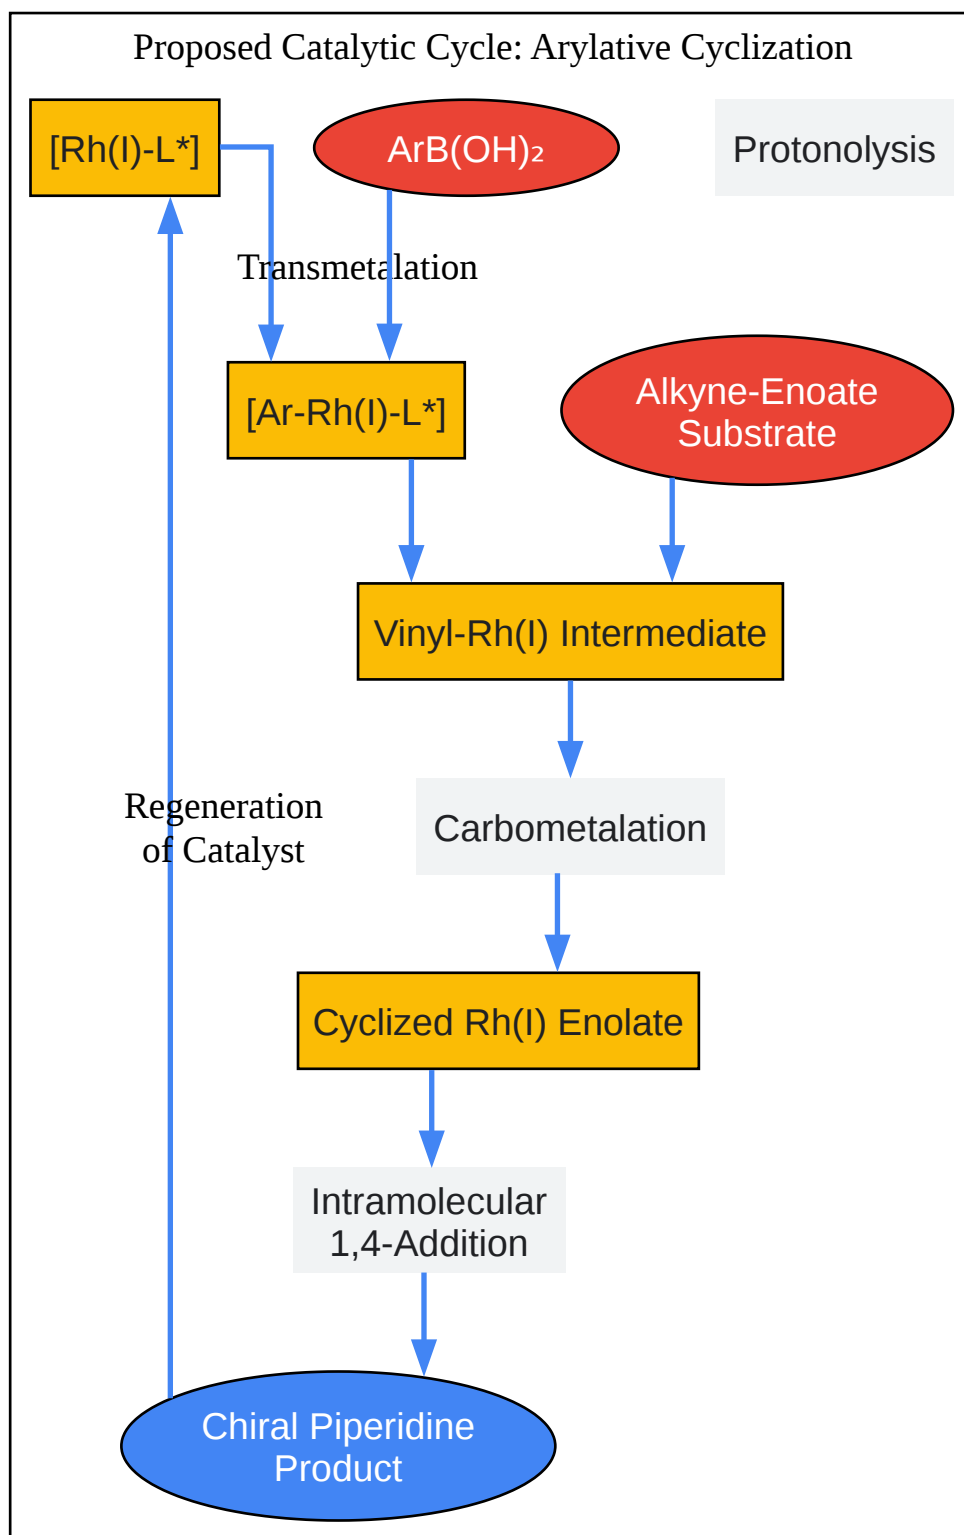 Proposed Catalytic Cycle: Arylative Cyclization
[Rh(I)-L*]
ArB(OH)₂
Protonolysis
Transmetalation
[Ar-Rh(I)-L*]
Alkyne-Enoate
Substrate
Vinyl-Rh(I) Intermediate
Regeneration
of Catalyst
Carbometalation
Cyclized Rh(I) Enolate
Intramolecular
1,4-Addition
Chiral Piperidine
Product